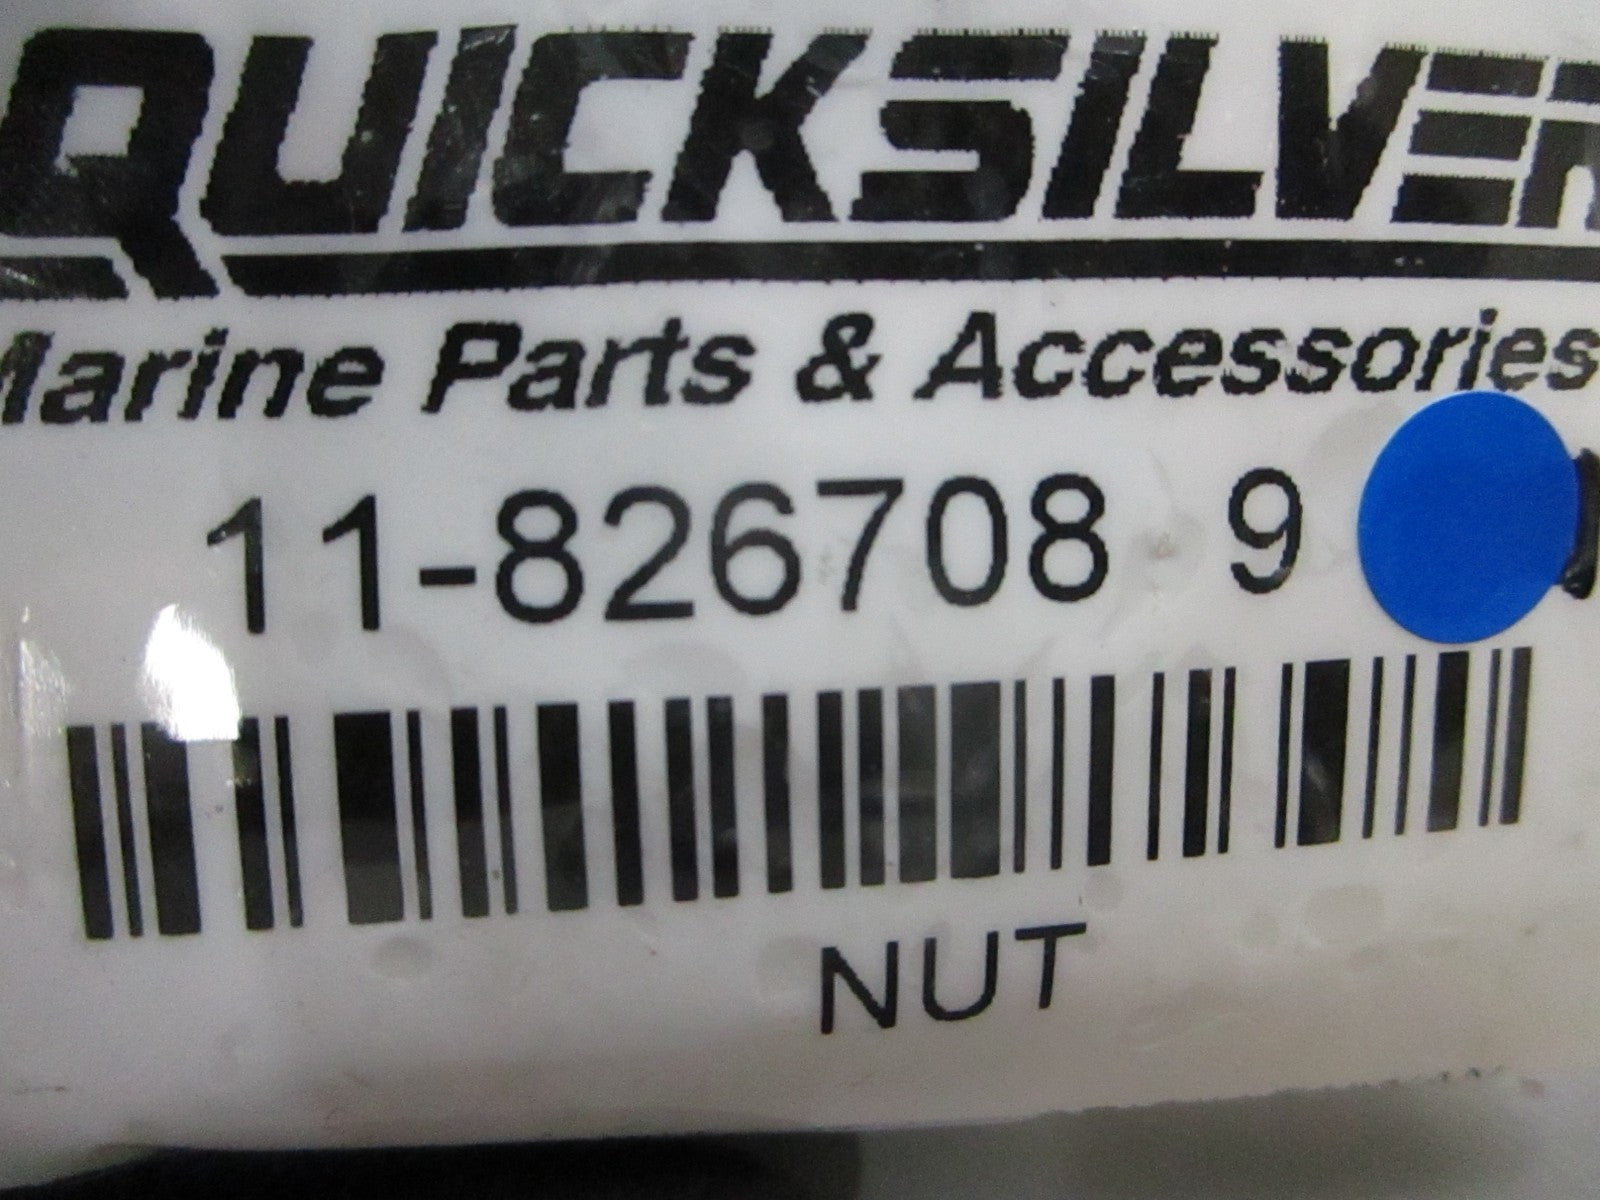 QUICKSILVER
Marine Parts & Accessories
11-826708 9
NUT